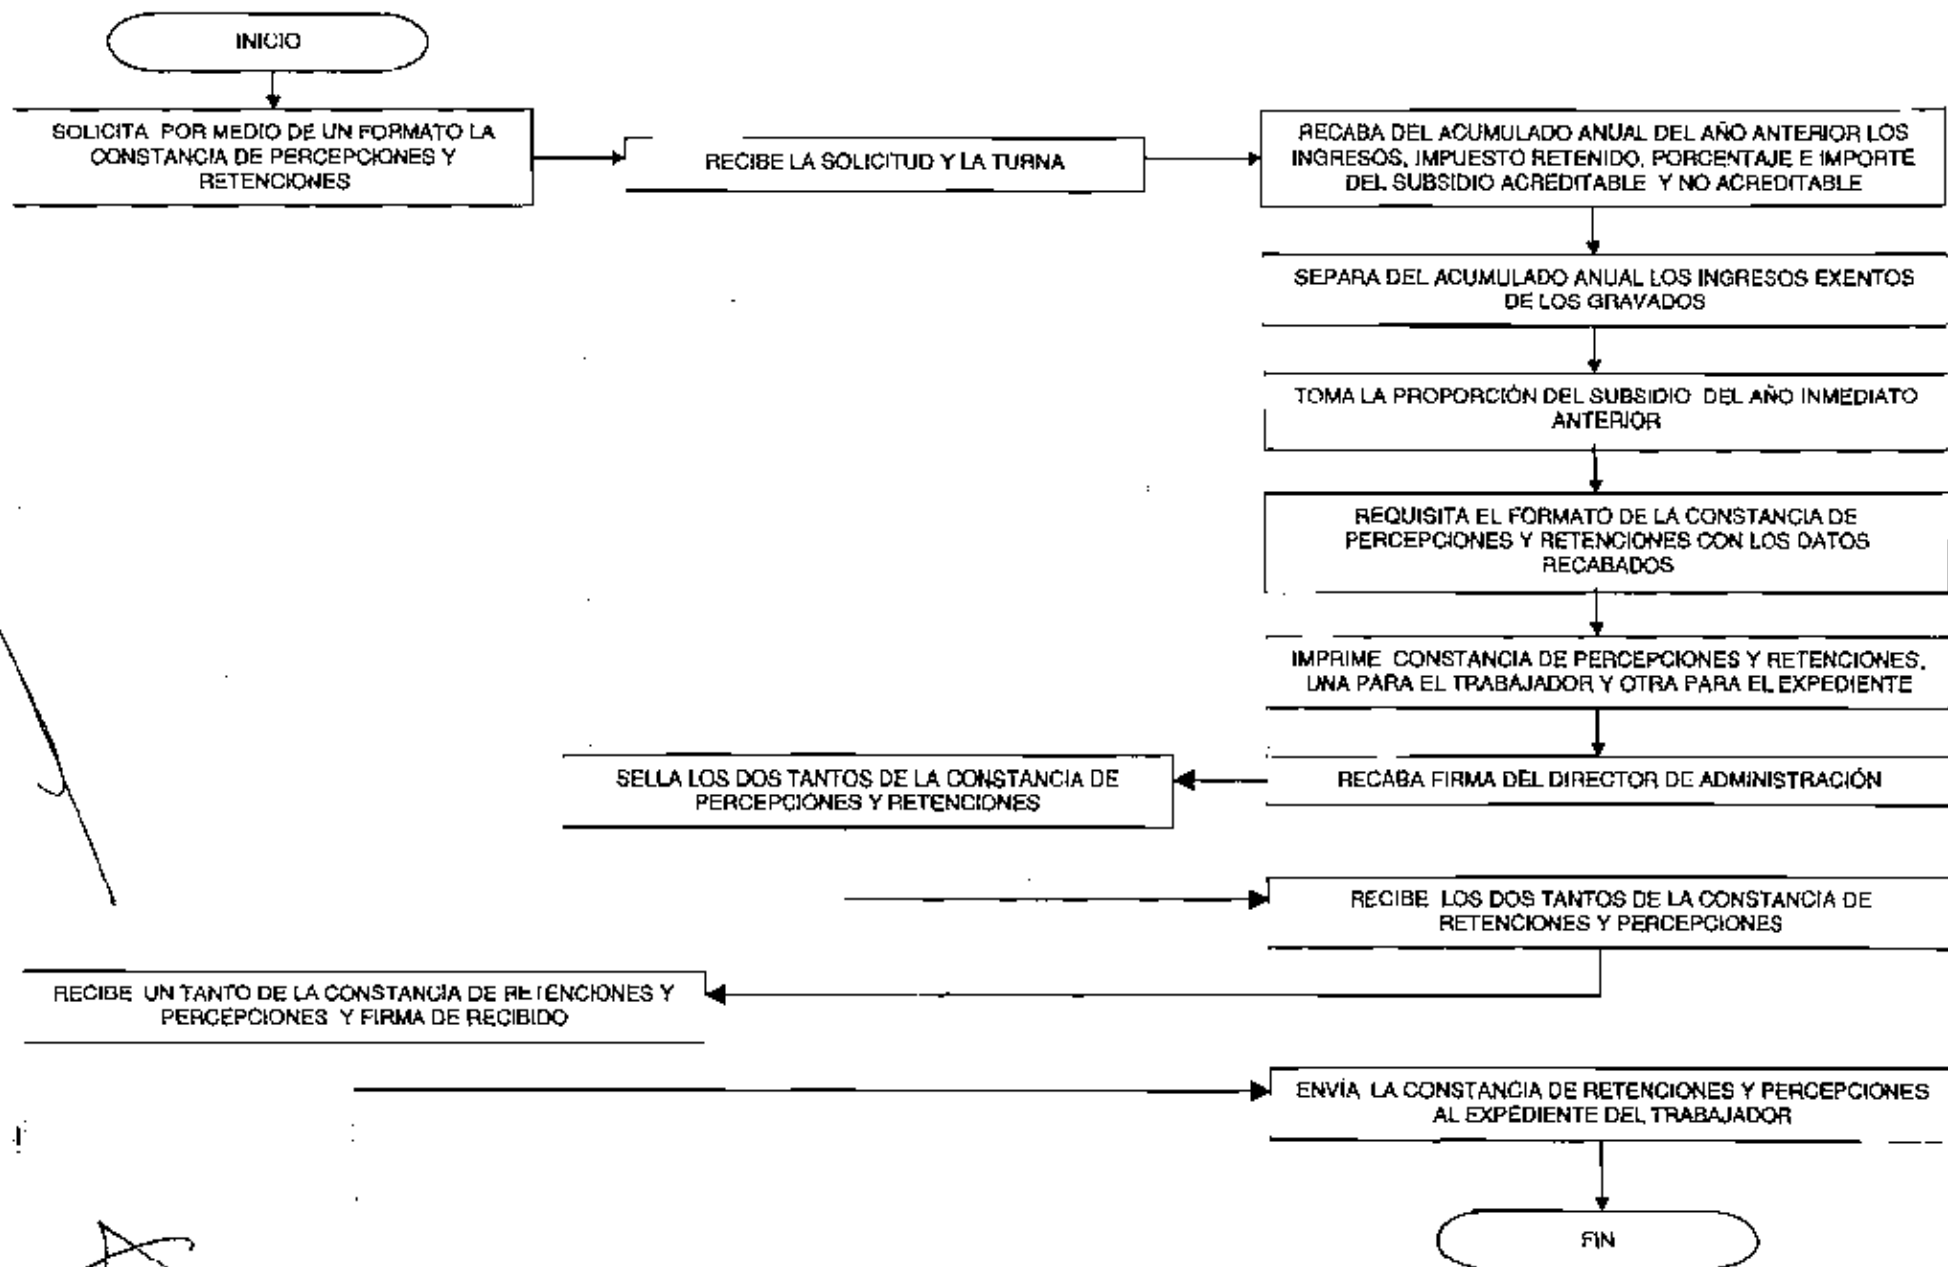 INICIO
SOLICITA POR MEDIO DE UN FORMATO LA
CONSTANCIA DE PERCEPCIONES Y
RETENCIONES
RECIBE LA SOLICITUD Y LA TURNA
RECABA DEL ACUMULADO ANUAL DEL AÑO ANTERIOR LOS
INGRESOS, IMPUESTO RETENIDO, PORCENTAJE E IMPORTE
DEL SUBSIDIO ACREDITABLE Y NO ACREDITABLE
SEPARA DEL ACUMULADO ANUAL LOS INGRESOS EXENTOS
DE LOS GRAVADOS
TOMA LA PROPORCIÓN DEL SUBSIDIO DEL AÑO INMEDIATO
ANTERIOR
REQUISITA EL FORMATO DE LA CONSTANCIA DE
PERCEPCIONES Y RETENCIONES CON LOS DATOS
RECABADOS
IMPRIME CONSTANCIA DE PERCEPCIONES Y RETENCIONES,
UNA PARA EL TRABAJADOR Y OTRA PARA EL EXPEDIENTE
RECABA FIRMA DEL DIRECTOR DE ADMINISTRACIÓN
SELLA LOS DOS TANTOS DE LA CONSTANCIA DE
PERCEPCIONES Y RETENCIONES
RECIBE LOS DOS TANTOS DE LA CONSTANCIA DE
RETENCIONES Y PERCEPCIONES
RECIBE UN TANTO DE LA CONSTANCIA DE RETENCIONES Y
PERCEPCIONES Y FIRMA DE RECIBIDO
ENVÍA LA CONSTANCIA DE RETENCIONES Y PERCEPCIONES
AL EXPEDIENTE DEL TRABAJADOR
FIN